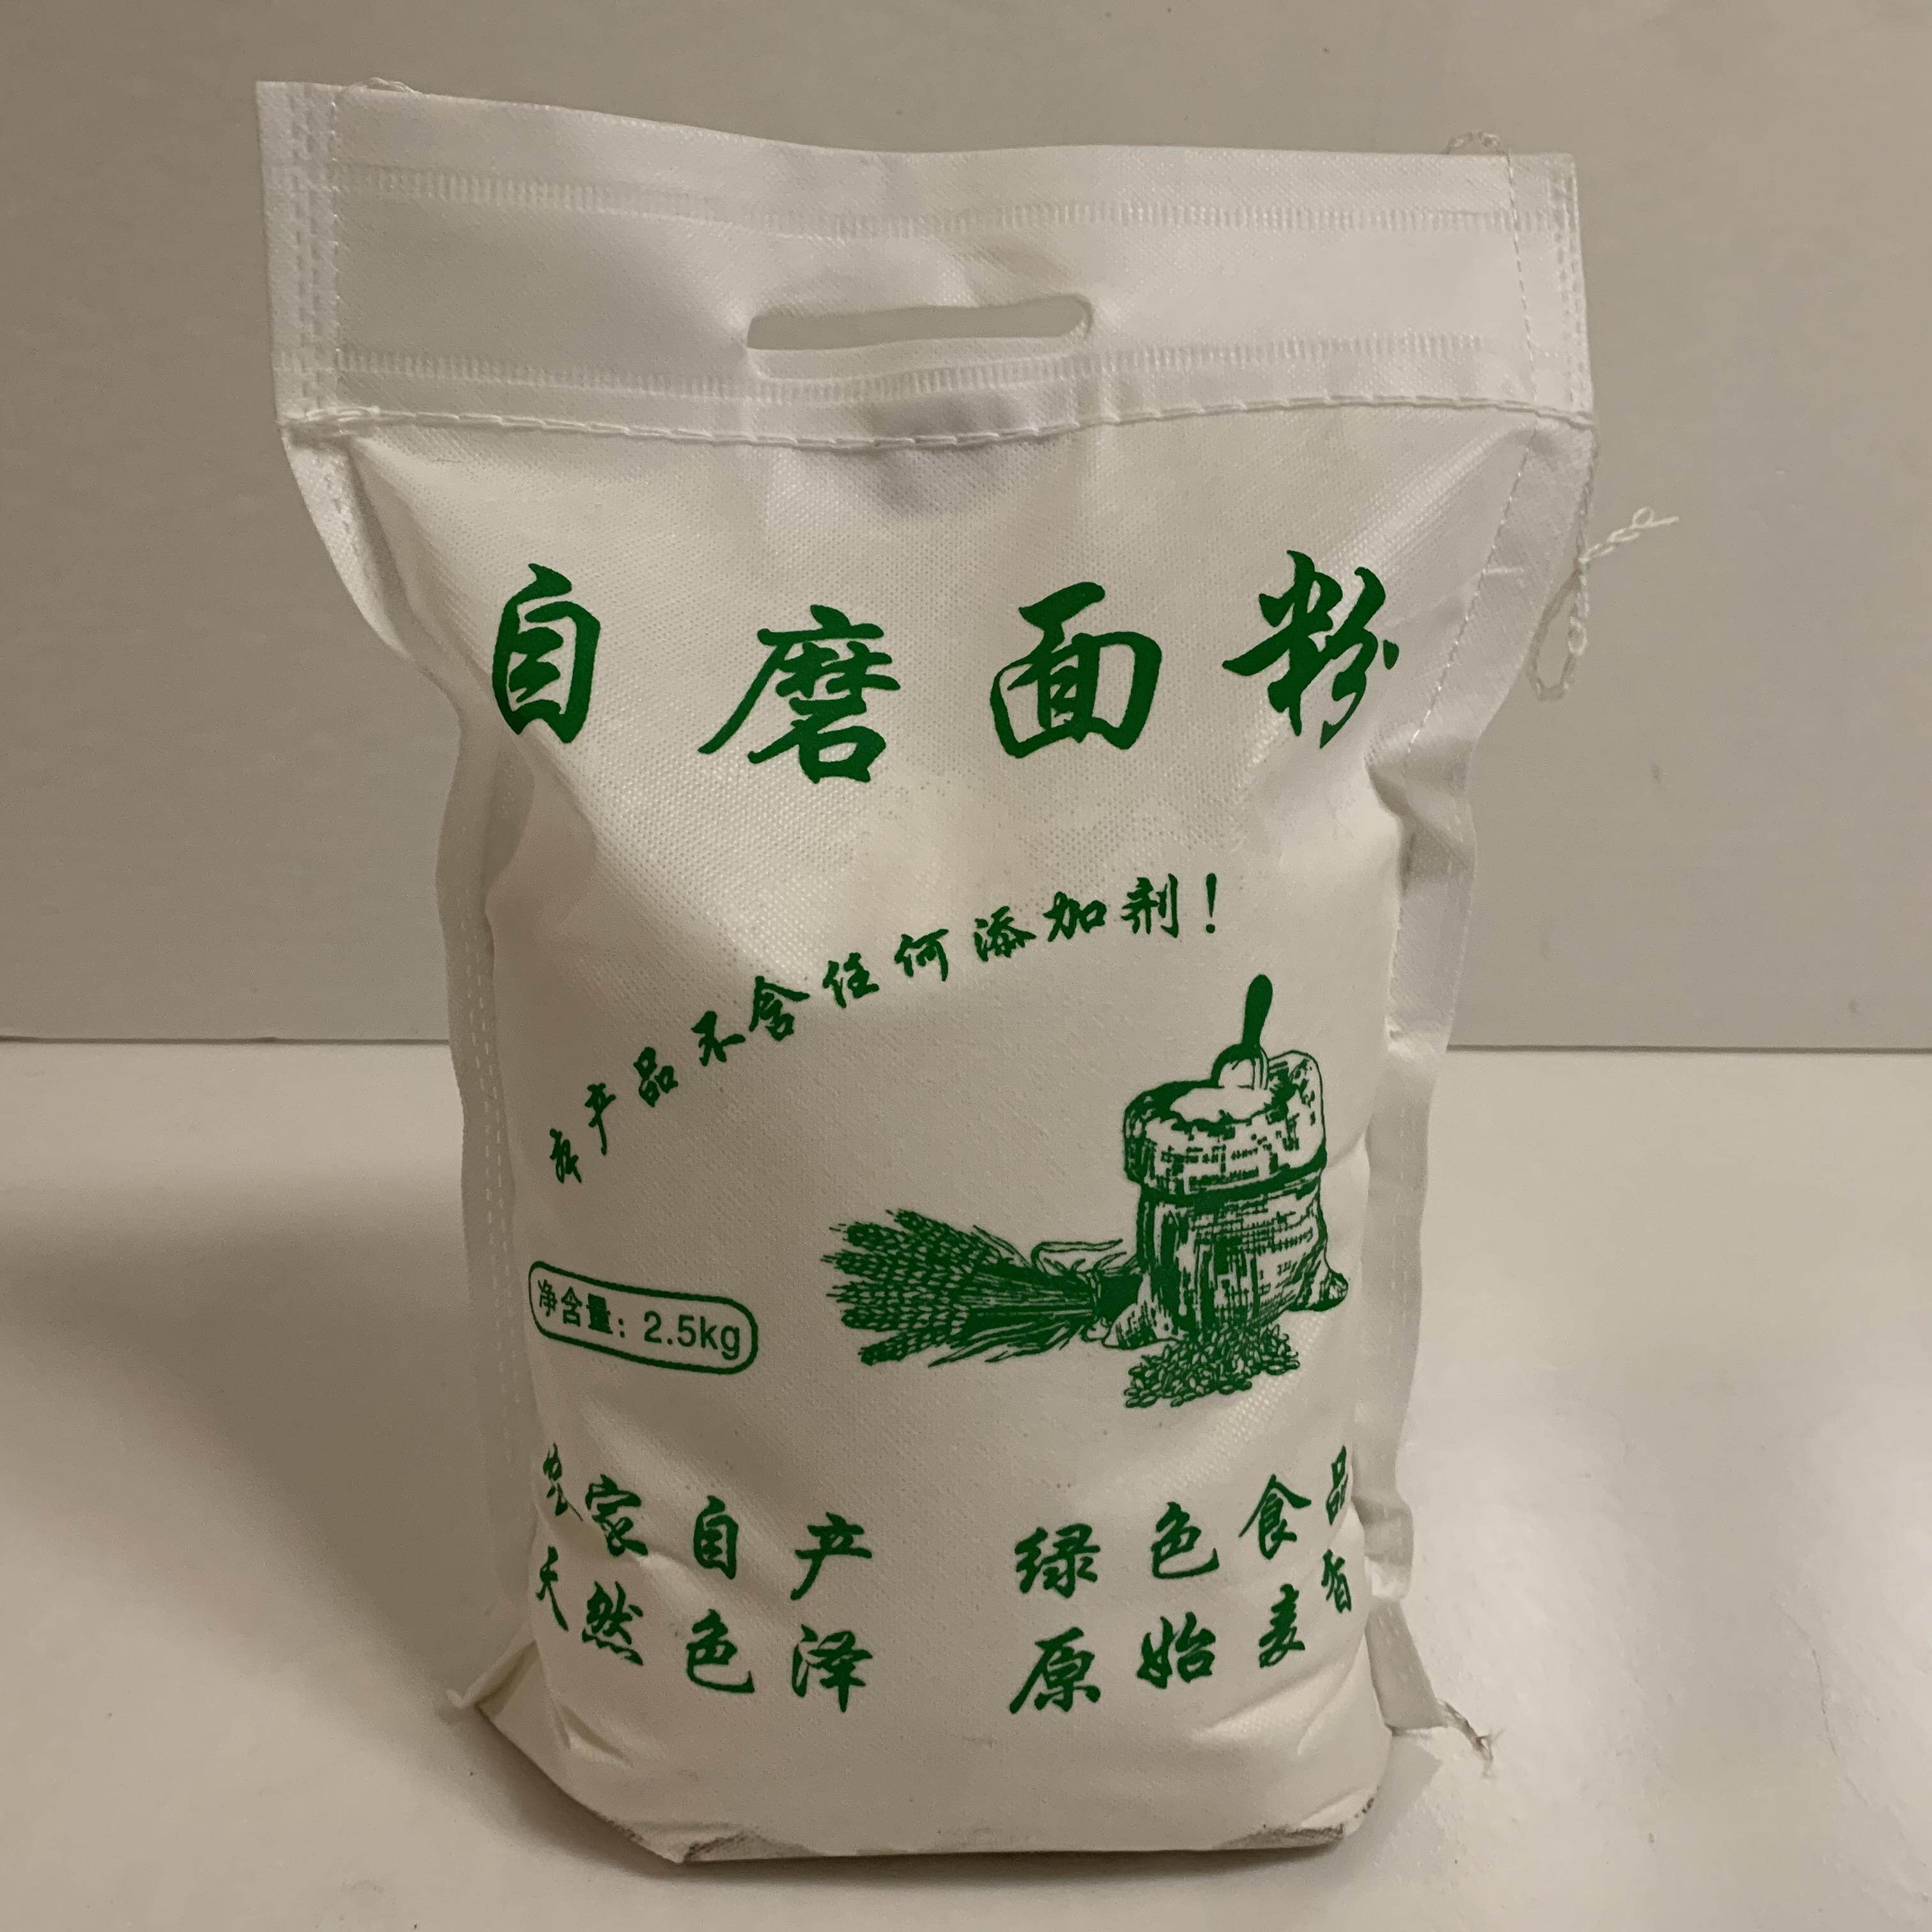 自磨面粉
本产品不含任何添加剂！
净含量：2.5kg
农家自产 绿色食品
天然色泽 原始麦香